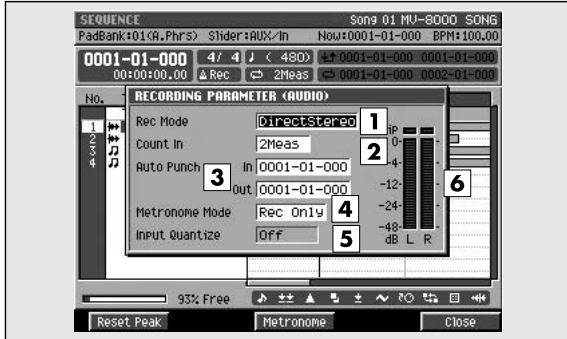 SEQUENCE Song 01 MV-8000 SONG
PadBank:01(A.Phrs) Slider:AUX/In Now:0001-01-000 BPM:100.00
0001-01-000 4/ 4 ♩ ( 480) 0001-01-000 0001-01-000
00:00:00.00 Rec 2Meas 0001-01-000 0002-01-000
No.
RECORDING PARAMETER (AUDIO)
1
2
3
4
Rec Mode DirectStereo 1
Count In 2Meas 2
Auto Punch 3 In 0001-01-000
Out 0001-01-000
Metronome Mode Rec Only 4
Input Quantize Off 5
0-
-4-
-12-
-24-
-48-
dB L R
6
93% Free
Reset Peak Metronome Close